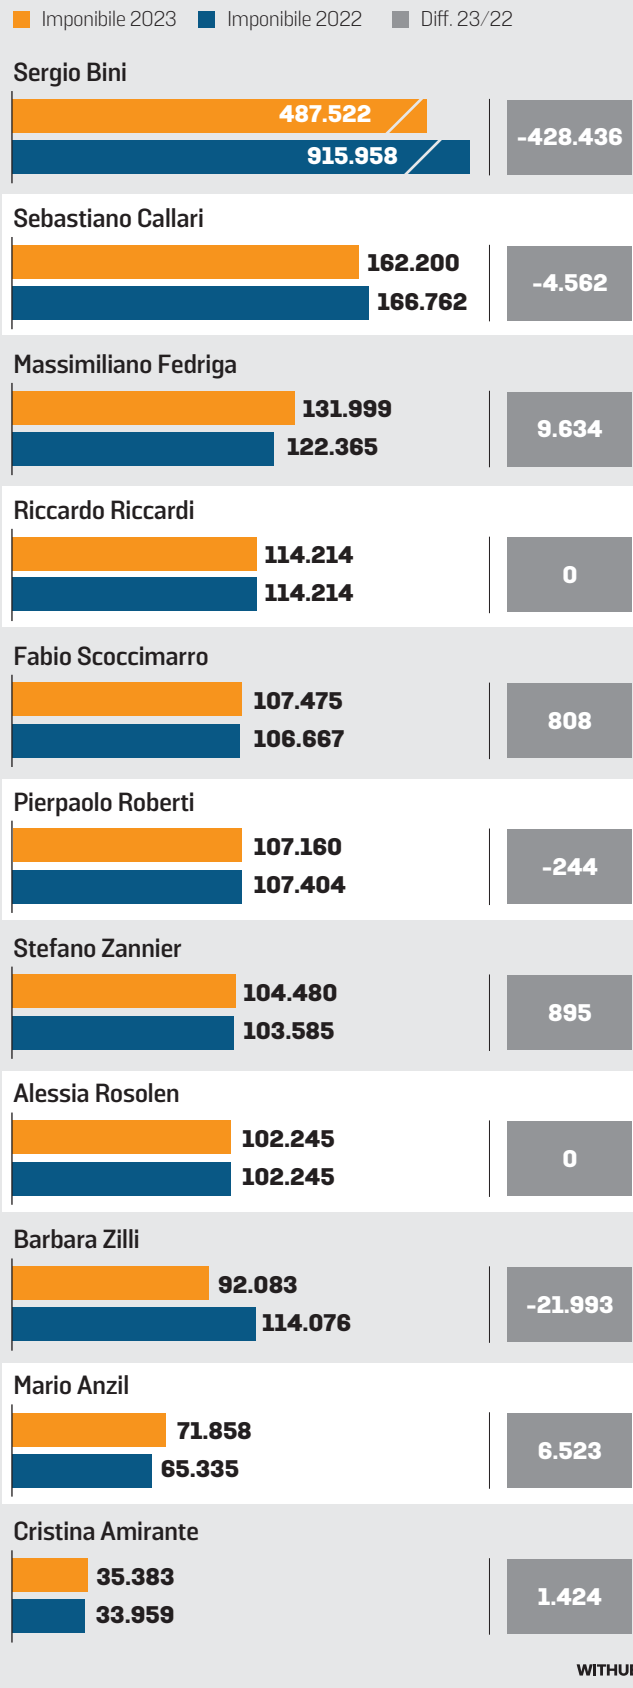 Imponibile 2023 Imponibile 2022 Diff. 23/22
Sergio Bini
487.522
915.958
-428.436
Sebastiano Callari
162.200
166.762
-4.562
Massimiliano Fedriga
131.999
122.365
9.634
Riccardo Riccardi
114.214
114.214
0
Fabio Scoccimarro
107.475
106.667
808
Pierpaolo Roberti
107.160
107.404
-244
Stefano Zannier
104.480
103.585
895
Alessia Rosolen
102.245
102.245
0
Barbara Zilli
92.083
114.076
-21.993
Mario Anzil
71.858
65.335
6.523
Cristina Amirante
35.383
33.959
1.424